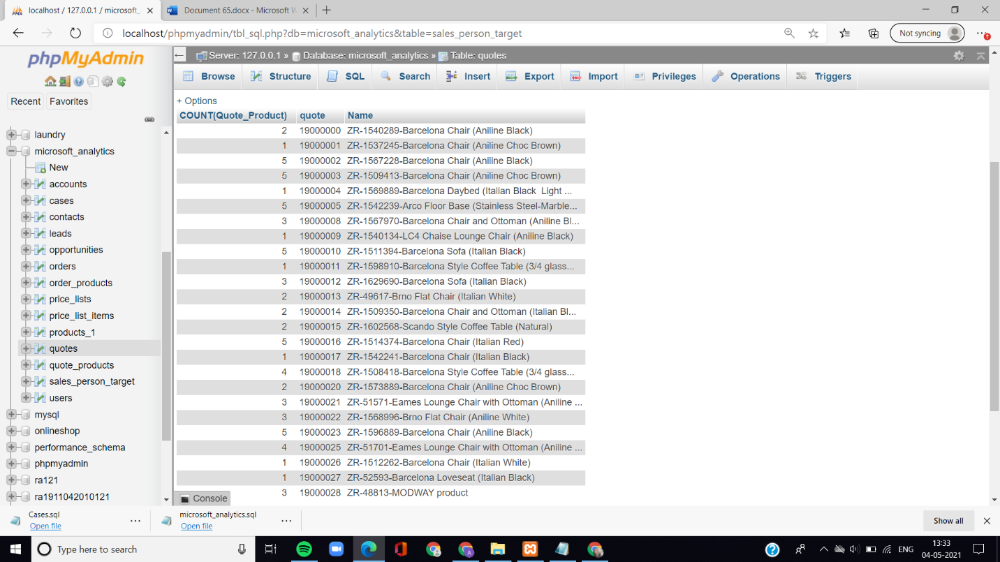 localhost / 127.0.0.1 / microsoft_
Document 65.docx - Microsoft W
localhost/phpmyadmin/tbl_sql.php?db=microsoft_analytics&table=sales_person_target
Not syncing
phpMyAdmin
Recent
Favorites
laundry
microsoft_analytics
New
accounts
cases
contacts
leads
opportunities
orders
order_products
price_lists
price_list_items
products_1
quotes
quote_products
sales_person_target
users
mysql
onlineshop
performance_schema
phpmyadmin
ra121
ra1911042010121
Server: 127.0.0.1 » Database: microsoft_analytics » Table: quotes
Browse Structure SQL Search Insert Export Import Privileges Operations Triggers
+ Options
COUNT(Quote_Product) quote Name
2 19000000 ZR-1540289-Barcelona Chair (Aniline Black)
1 19000001 ZR-1537245-Barcelona Chair (Aniline Choc Brown)
5 19000002 ZR-1567228-Barcelona Chair (Aniline Black)
5 19000003 ZR-1509413-Barcelona Chair (Aniline Choc Brown)
1 19000004 ZR-1569889-Barcelona Daybed (Italian Black Light ...
5 19000005 ZR-1542239-Arco Floor Base (Stainless Steel-Marble...
3 19000008 ZR-1567970-Barcelona Chair and Ottoman (Aniline Bl...
1 19000009 ZR-1540134-LC4 Chaise Lounge Chair (Aniline Black)
5 19000010 ZR-1511394-Barcelona Sofa (Italian Black)
1 19000011 ZR-1598910-Barcelona Style Coffee Table (3/4 glass...
3 19000012 ZR-1629690-Barcelona Sofa (Italian Black)
2 19000013 ZR-49617-Brno Flat Chair (Italian White)
2 19000014 ZR-1509350-Barcelona Chair and Ottoman (Italian Bl...
2 19000015 ZR-1602568-Scando Style Coffee Table (Natural)
5 19000016 ZR-1514374-Barcelona Chair (Italian Red)
1 19000017 ZR-1542241-Barcelona Chair (Italian Black)
4 19000018 ZR-1508418-Barcelona Style Coffee Table (3/4 glass...
2 19000020 ZR-1573889-Barcelona Chair (Aniline Choc Brown)
3 19000021 ZR-51571-Eames Lounge Chair with Ottoman (Aniline ...
3 19000022 ZR-1568996-Brno Flat Chair (Aniline White)
5 19000023 ZR-1596889-Barcelona Chair (Aniline Black)
4 19000025 ZR-51701-Eames Lounge Chair with Ottoman (Aniline ...
1 19000026 ZR-1512262-Barcelona Chair (Italian White)
1 19000027 ZR-52593-Barcelona Loveseat (Italian Black)
3 19000028 ZR-48813-MODWAY product
Console
Cases.sql
Open file
microsoft_analytics.sql
Open file
Show all
Type here to search
ENG
13:33
04-05-2021